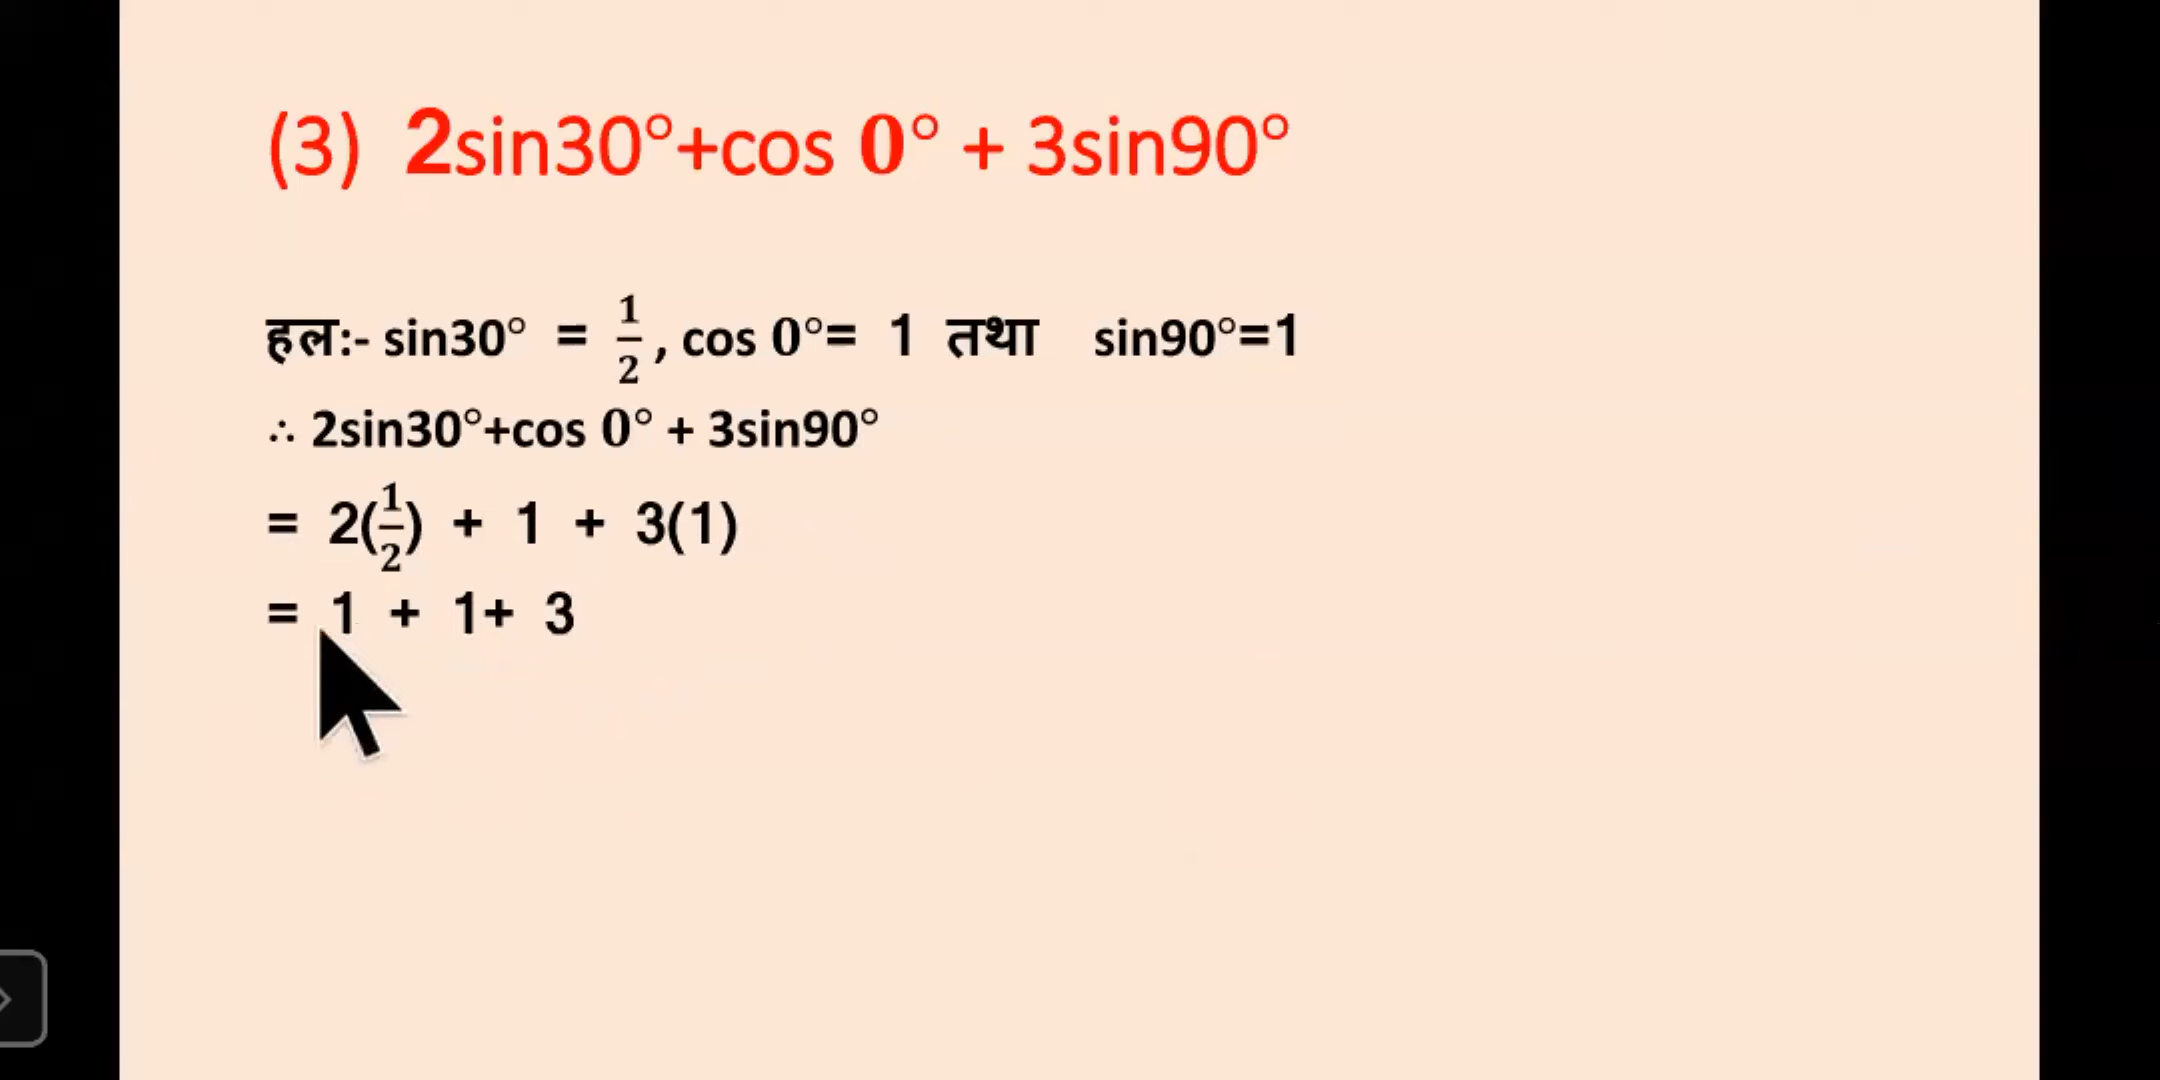 (3) 2sin30°+cos 0° + 3sin90°
हल:- sin30° = 1/2 , cos 0°= 1 तथा sin90°=1
∴ 2sin30°+cos 0° + 3sin90°
= 2(1/2) + 1 + 3(1)
= 1 + 1+ 3